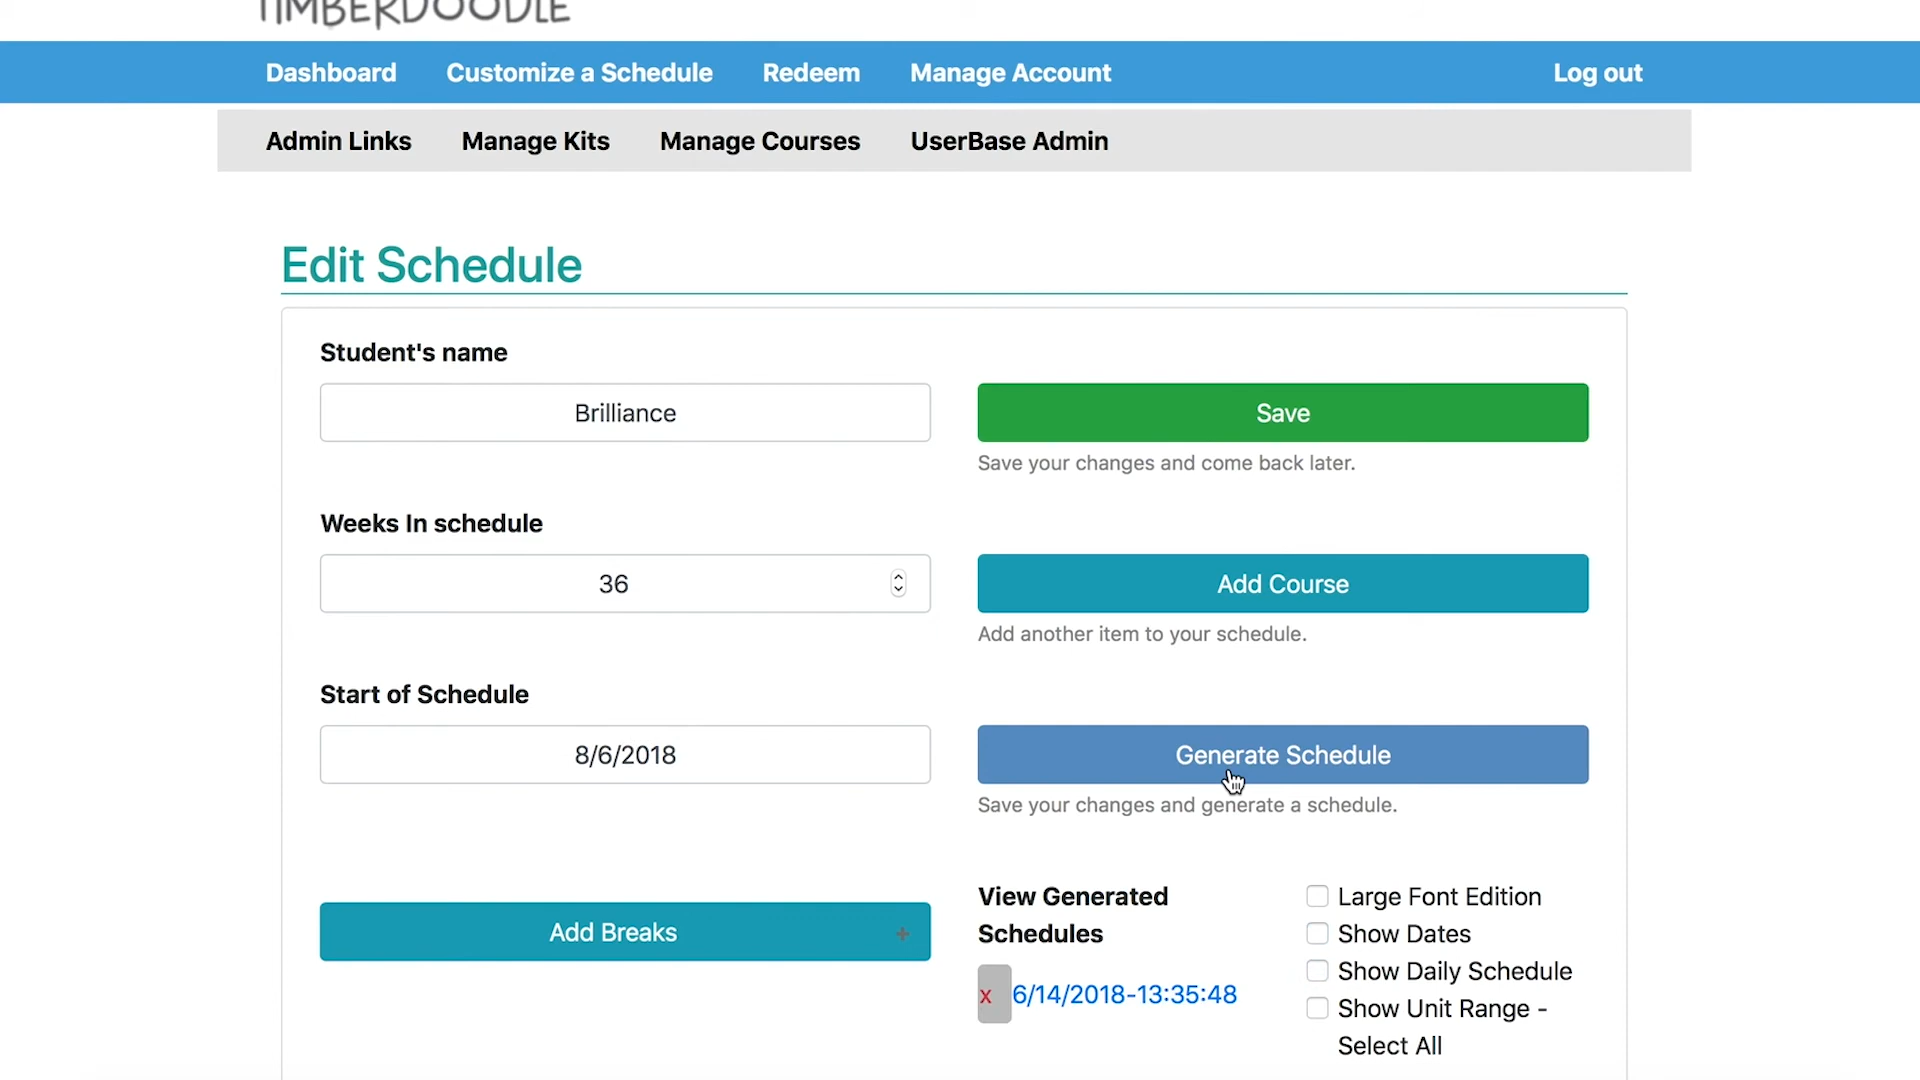 TIMBERDOODLE
Dashboard Customize a Schedule Redeem Manage Account Log out
Admin Links Manage Kits Manage Courses UserBase Admin
Edit Schedule
Student's name
Brilliance
Save
Save your changes and come back later.
Weeks In schedule
36
Add Course
Add another item to your schedule.
Start of Schedule
8/6/2018
Generate Schedule
Save your changes and generate a schedule.
Add Breaks +
View Generated
Schedules
x 6/14/2018-13:35:48
Large Font Edition
Show Dates
Show Daily Schedule
Show Unit Range -
Select All